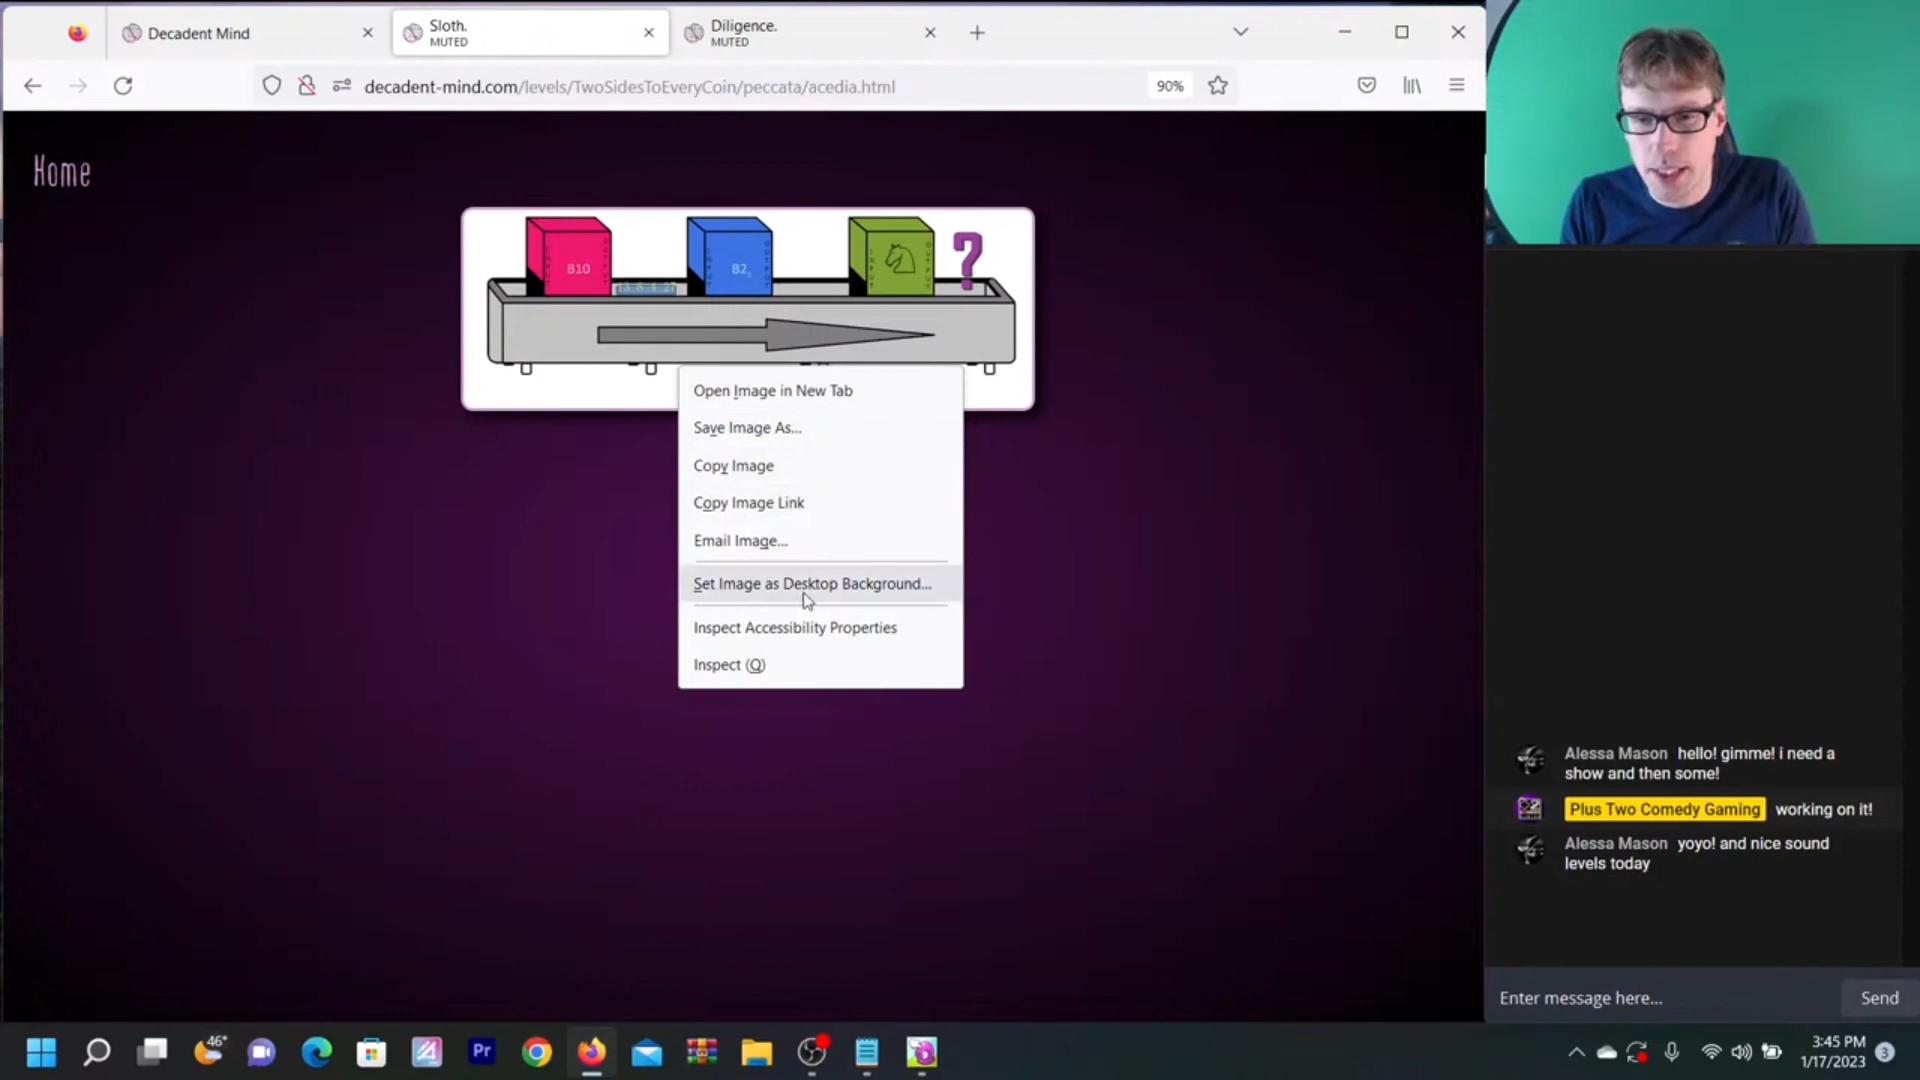 Decadent Mind
Sloth.
MUTED
Diligence.
MUTED
decadent-mind.com/levels/TwoSidesToEveryCoin/peccata/acedia.html
90%
Home
B10
B2
INPUT
OUTPUT
?
Open Image in New Tab
Save Image As...
Copy Image
Copy Image Link
Email Image...
Set Image as Desktop Background...
Inspect Accessibility Properties
Inspect (Q)
Alessa Mason hello! gimme! i need a
show and then some!
Plus Two Comedy Gaming working on it!
Alessa Mason yoyo! and nice sound
levels today
Enter message here...
Send
46°
Pr
3:45 PM
1/17/2023
3